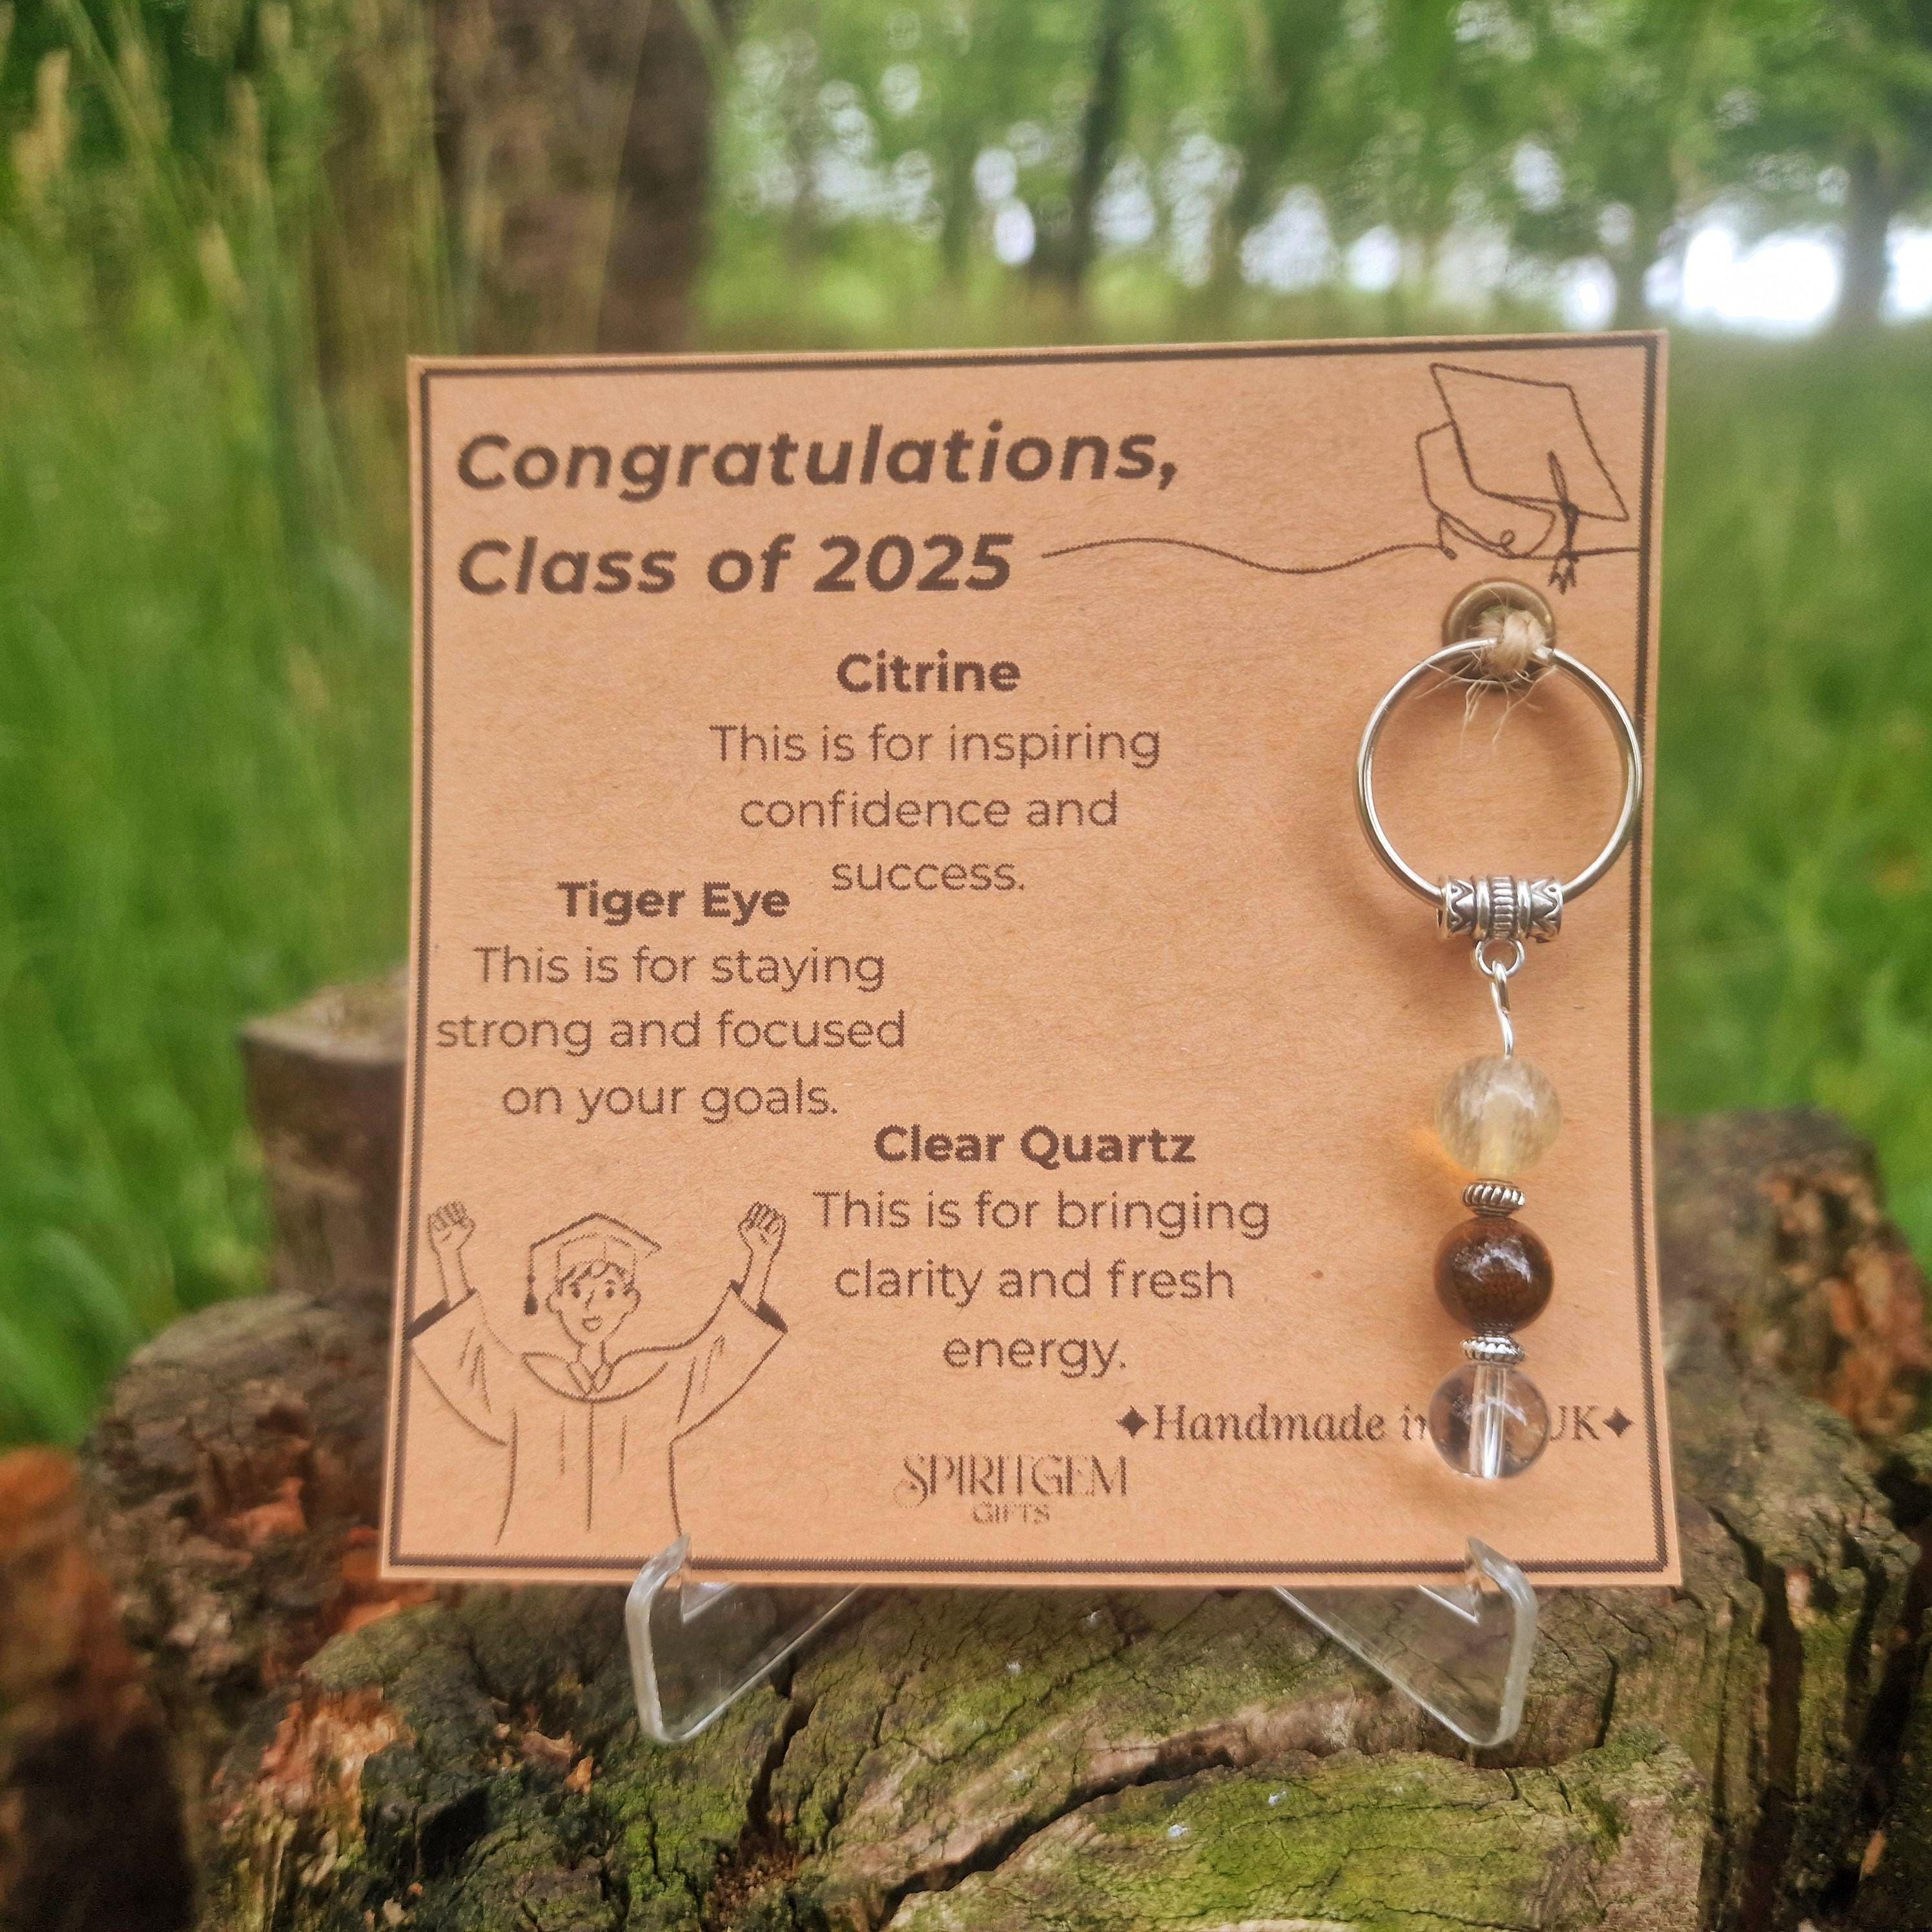 Congratulations,
Class of 2025
Citrine
This is for inspiring
confidence and
success.
Tiger Eye
This is for staying
strong and focused
on your goals.
Clear Quartz
This is for bringing
clarity and fresh
energy.
✦Handmade in UK✦
SPIRITGEM
GIFTS